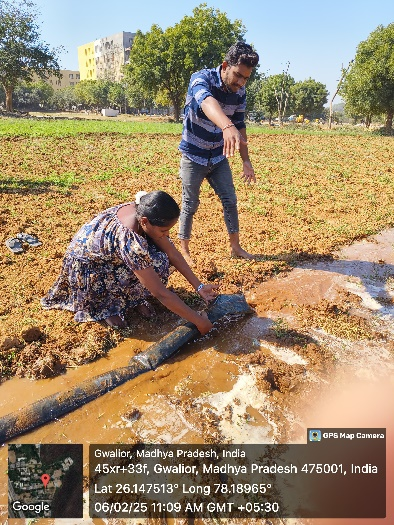 GPS Map Camera
Gwalior, Madhya Pradesh, India
45xr+33f, Gwalior, Madhya Pradesh 475001, India
Lat 26.147513° Long 78.18965°
06/02/25 11:09 AM GMT +05:30
Google